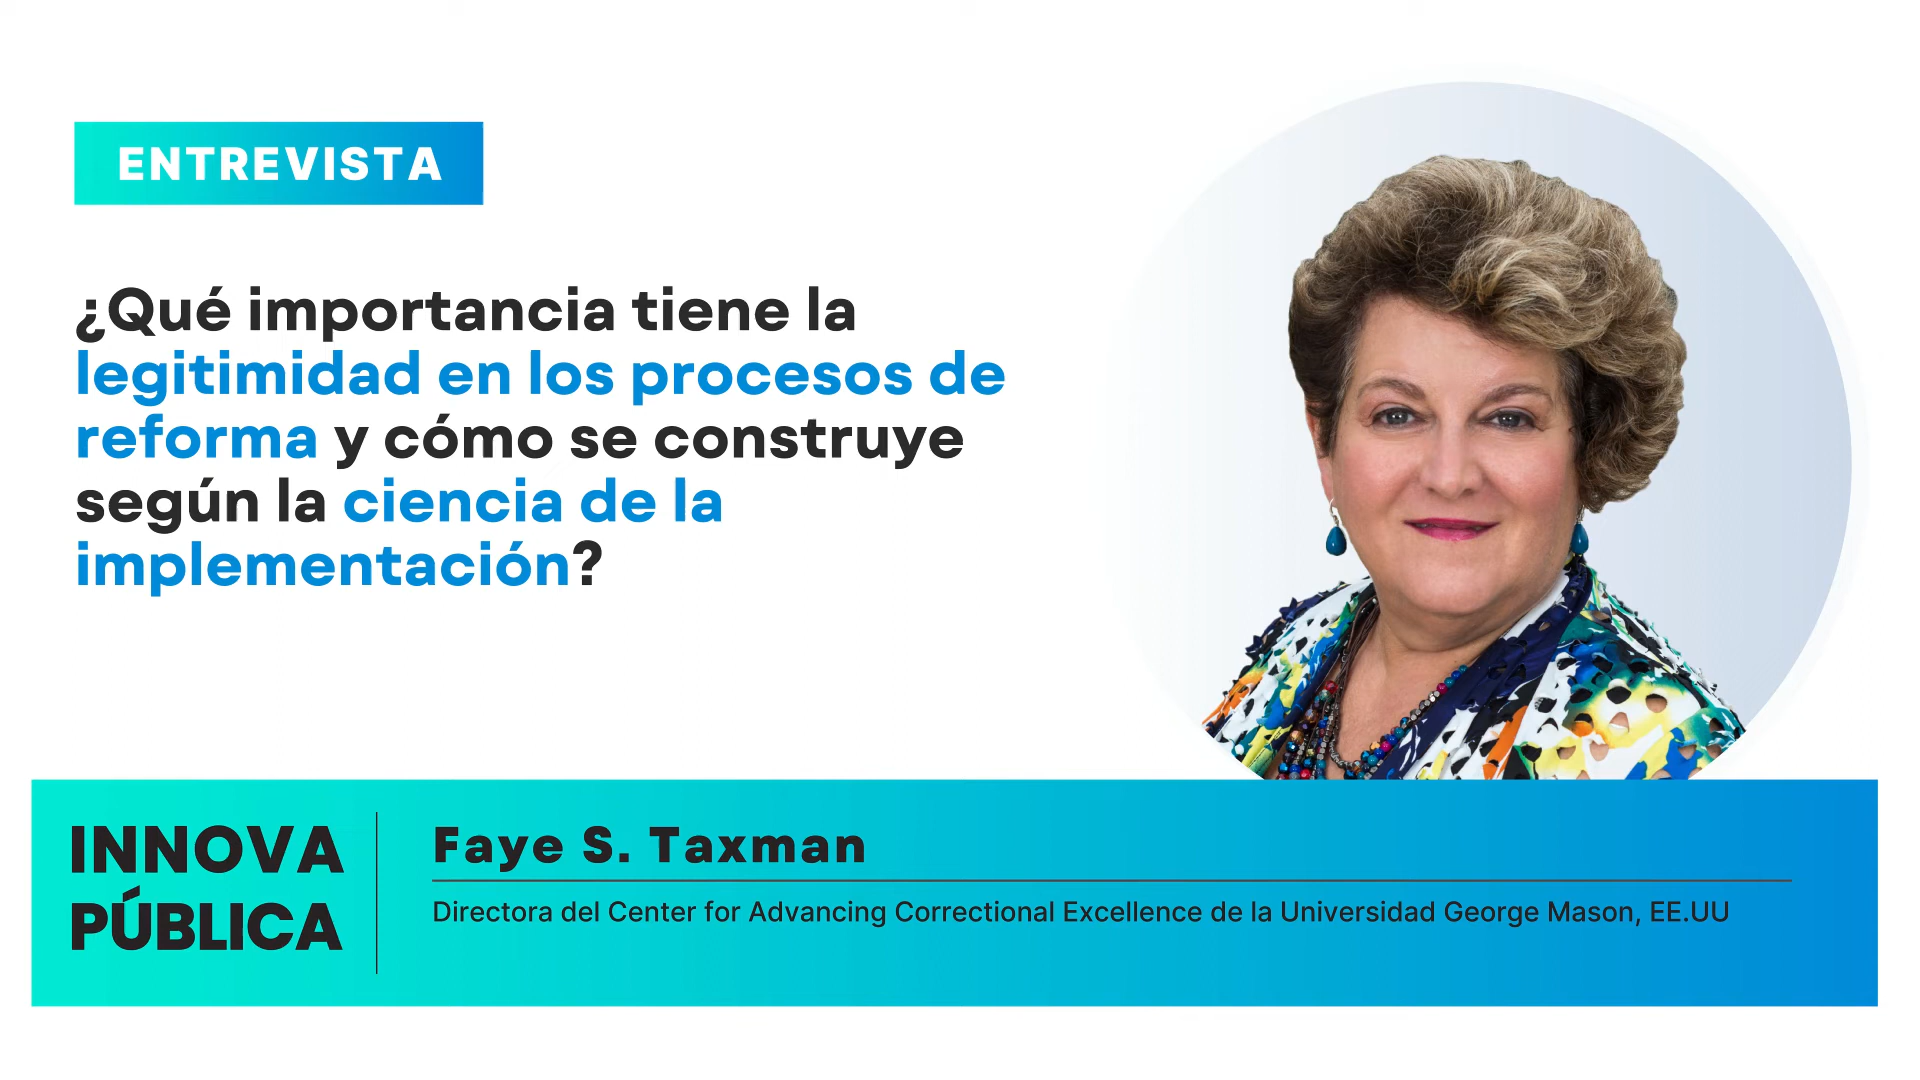 ENTREVISTA
¿Qué importancia tiene la
legitimidad en los procesos de
reforma y cómo se construye
según la ciencia de la
implementación?
INNOVA
PÚBLICA
Faye S. Taxman
Directora del Center for Advancing Correctional Excellence de la Universidad George Mason, EE.UU